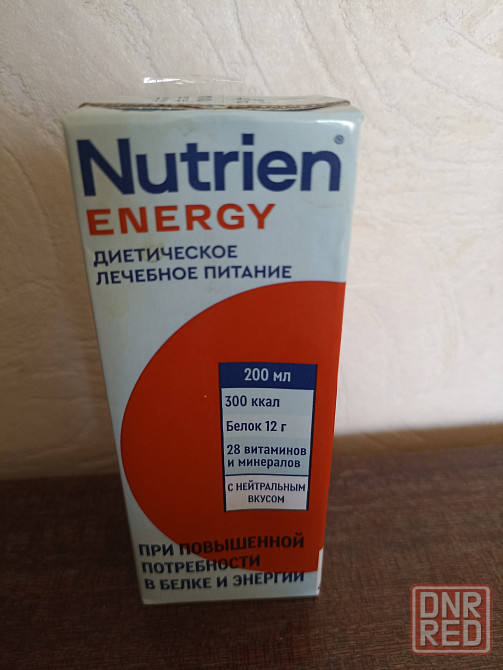 Nutrien®
ENERGY
ДИЕТИЧЕСКОЕ
ЛЕЧЕБНОЕ ПИТАНИЕ
200 мл
300 ккал
Белок 12 г
28 витаминов
и минералов
С НЕЙТРАЛЬНЫМ
ВКУСОМ
ПРИ ПОВЫШЕННОЙ
ПОТРЕБНОСТИ
В БЕЛКЕ И ЭНЕРГИИ
DNR
RED